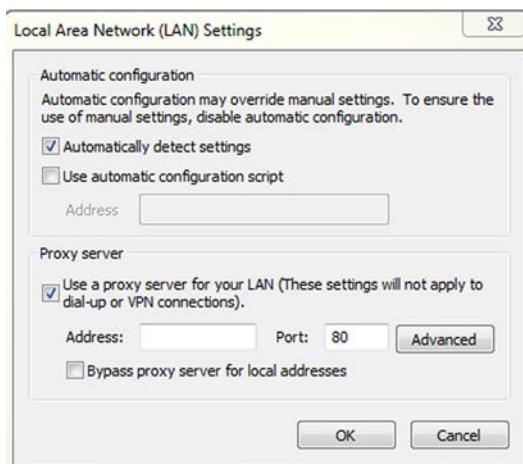 Local Area Network (LAN) Settings
Automatic configuration
Automatic configuration may override manual settings. To ensure the
use of manual settings, disable automatic configuration.
Automatically detect settings
Use automatic configuration script
Address
Proxy server
Use a proxy server for your LAN (These settings will not apply to
dial-up or VPN connections).
Address: Port: 80 Advanced
Bypass proxy server for local addresses
OK Cancel